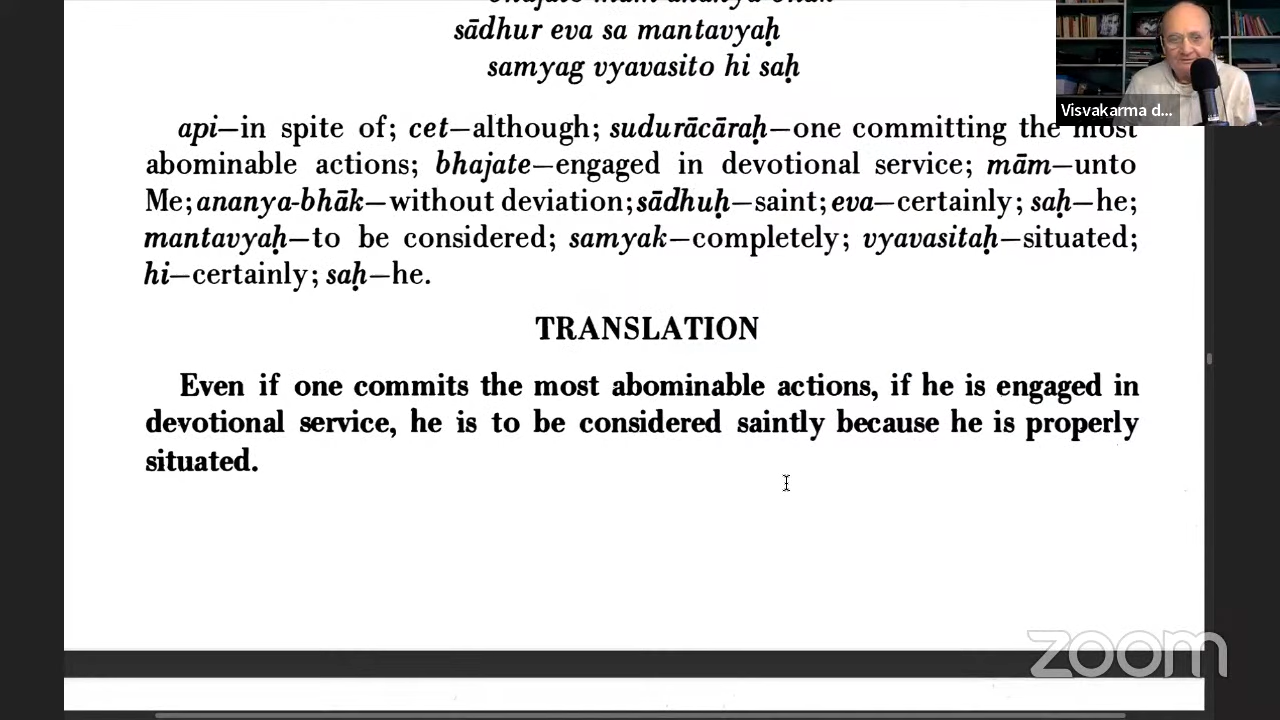 bhajate mām ananya-bhāk
sādhur eva sa mantavyaḥ
samyag vyavasito hi saḥ
api—in spite of; cet—although; sudurācāraḥ—one committing the most
abominable actions; bhajate—engaged in devotional service; mām—unto
Me; ananya-bhāk—without deviation; sādhuḥ—saint; eva—certainly; saḥ—he;
mantavyaḥ—to be considered; samyak—completely; vyavasitaḥ—situated;
hi—certainly; saḥ—he.
TRANSLATION
Even if one commits the most abominable actions, if he is engaged in
devotional service, he is to be considered saintly because he is properly
situated.
Visvakarma d...
zoom